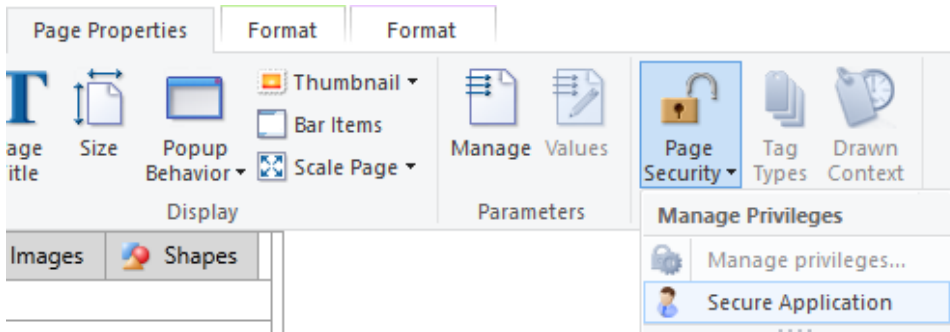 Page Properties
Format
Format
T
age
itle
Size
Popup
Behavior
Thumbnail
Bar Items
Scale Page
Manage
Values
Page
Security
Tag
Types
Drawn
Context
Display
Parameters
Manage Privileges
Images
Shapes
Manage privileges...
Secure Application